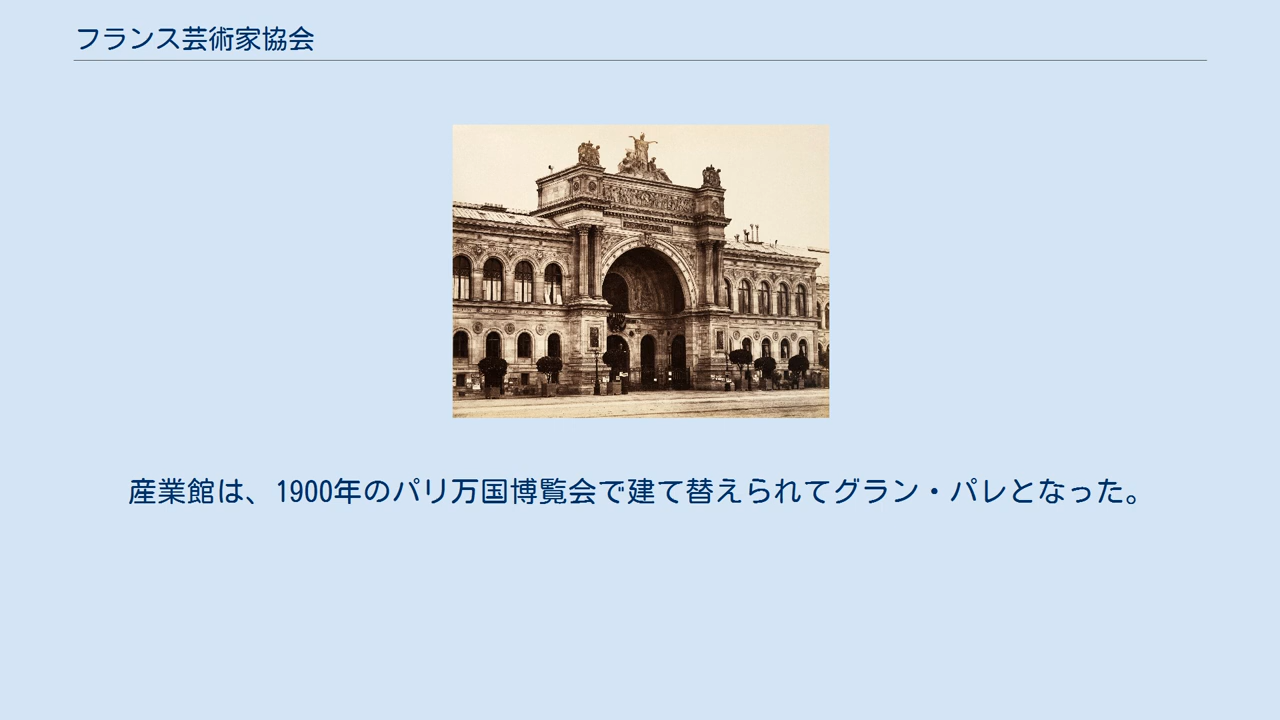 フランス芸術家協会
産業館は、1900年のパリ万国博覧会で建て替えられてグラン・パレとなった。